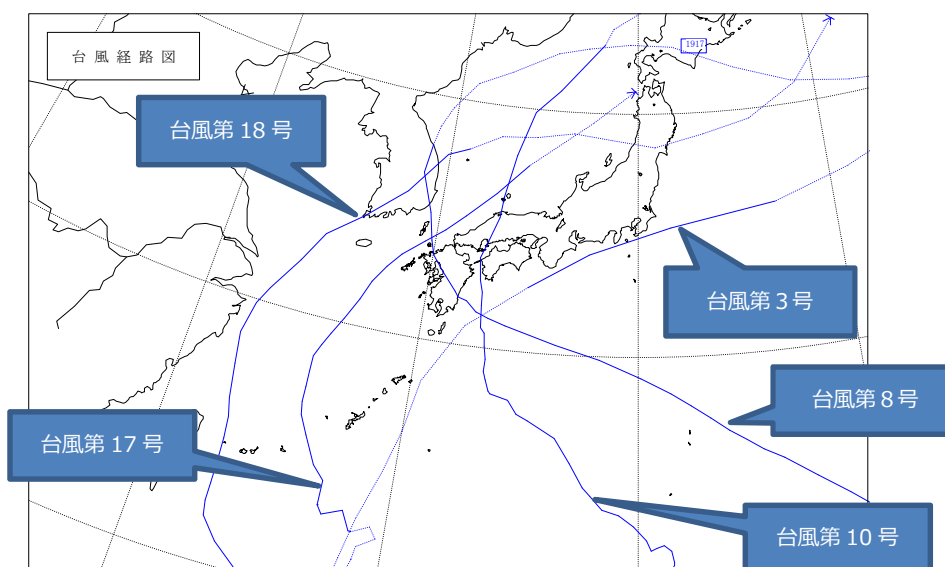 台風経路図
1917
台風第 18 号
台風第 3 号
台風第 8 号
台風第 17 号
台風第 10 号